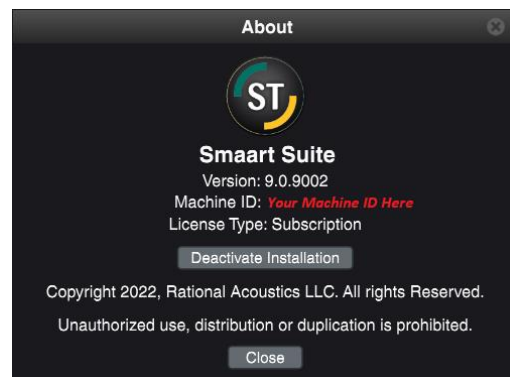 About
ST
Smaart Suite
Version: 9.0.9002
Machine ID: Your Machine ID Here
License Type: Subscription
Deactivate Installation
Copyright 2022, Rational Acoustics LLC. All rights Reserved.
Unauthorized use, distribution or duplication is prohibited.
Close